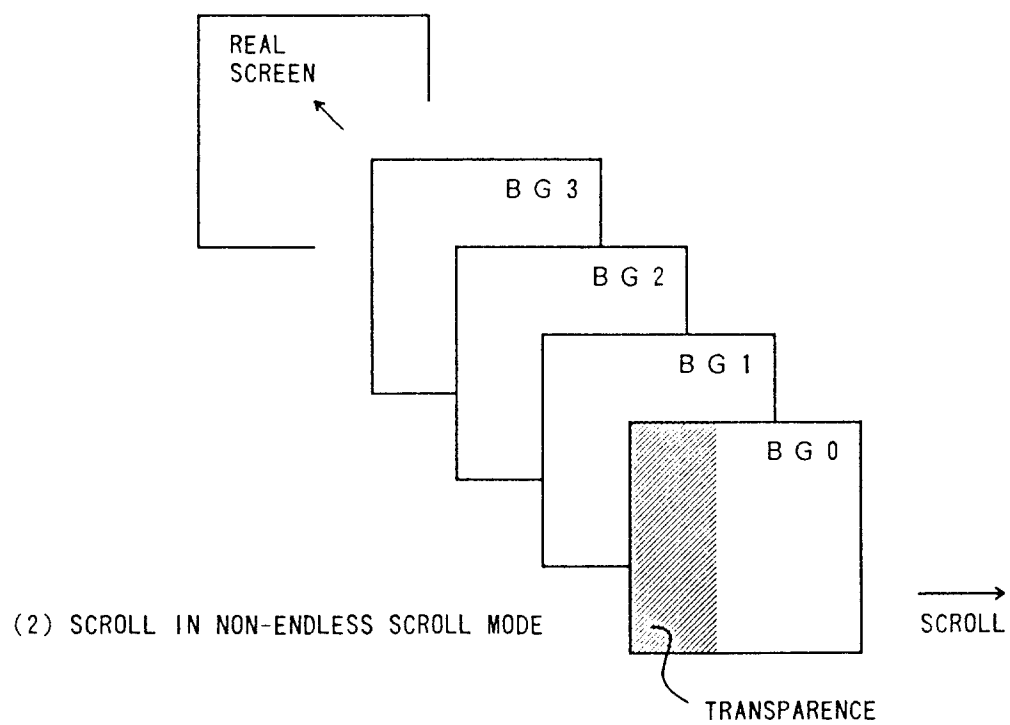 REAL
SCREEN
B G 3
B G 2
B G 1
B G 0
(2) SCROLL IN NON-ENDLESS SCROLL MODE
SCROLL
TRANSPARENCE